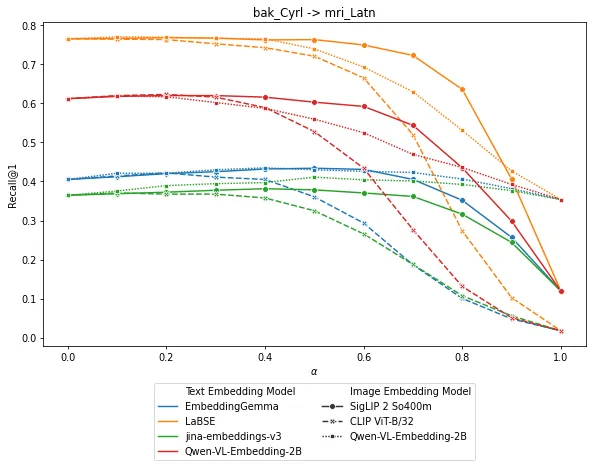 bak_Cyrl -> mri_Latn
Recall@1
0.8
0.7
0.6
0.5
0.4
0.3
0.2
0.1
0.0
0.0 0.2 0.4 0.6 0.8 1.0
α
Text Embedding Model Image Embedding Model
EmbeddingGemma SigLIP 2 So400m
LaBSE CLIP ViT-B/32
jina-embeddings-v3 Qwen-VL-Embedding-2B
Qwen-VL-Embedding-2B